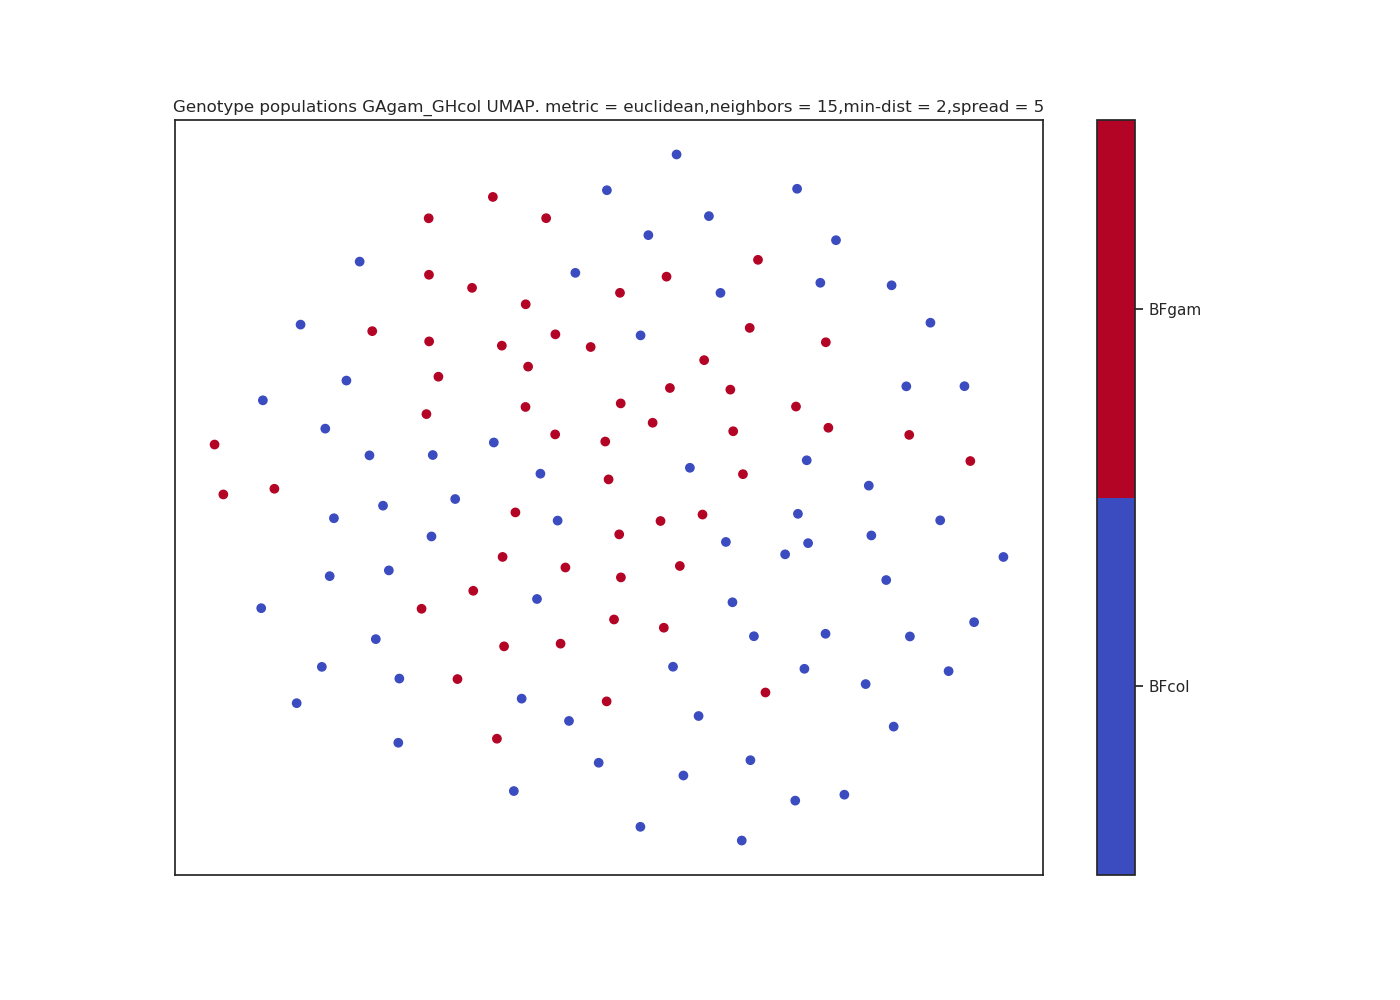 Genotype populations GAgam_GHcol UMAP. metric = euclidean,neighbors = 15,min-dist = 2,spread = 5
BFgam
BFcol